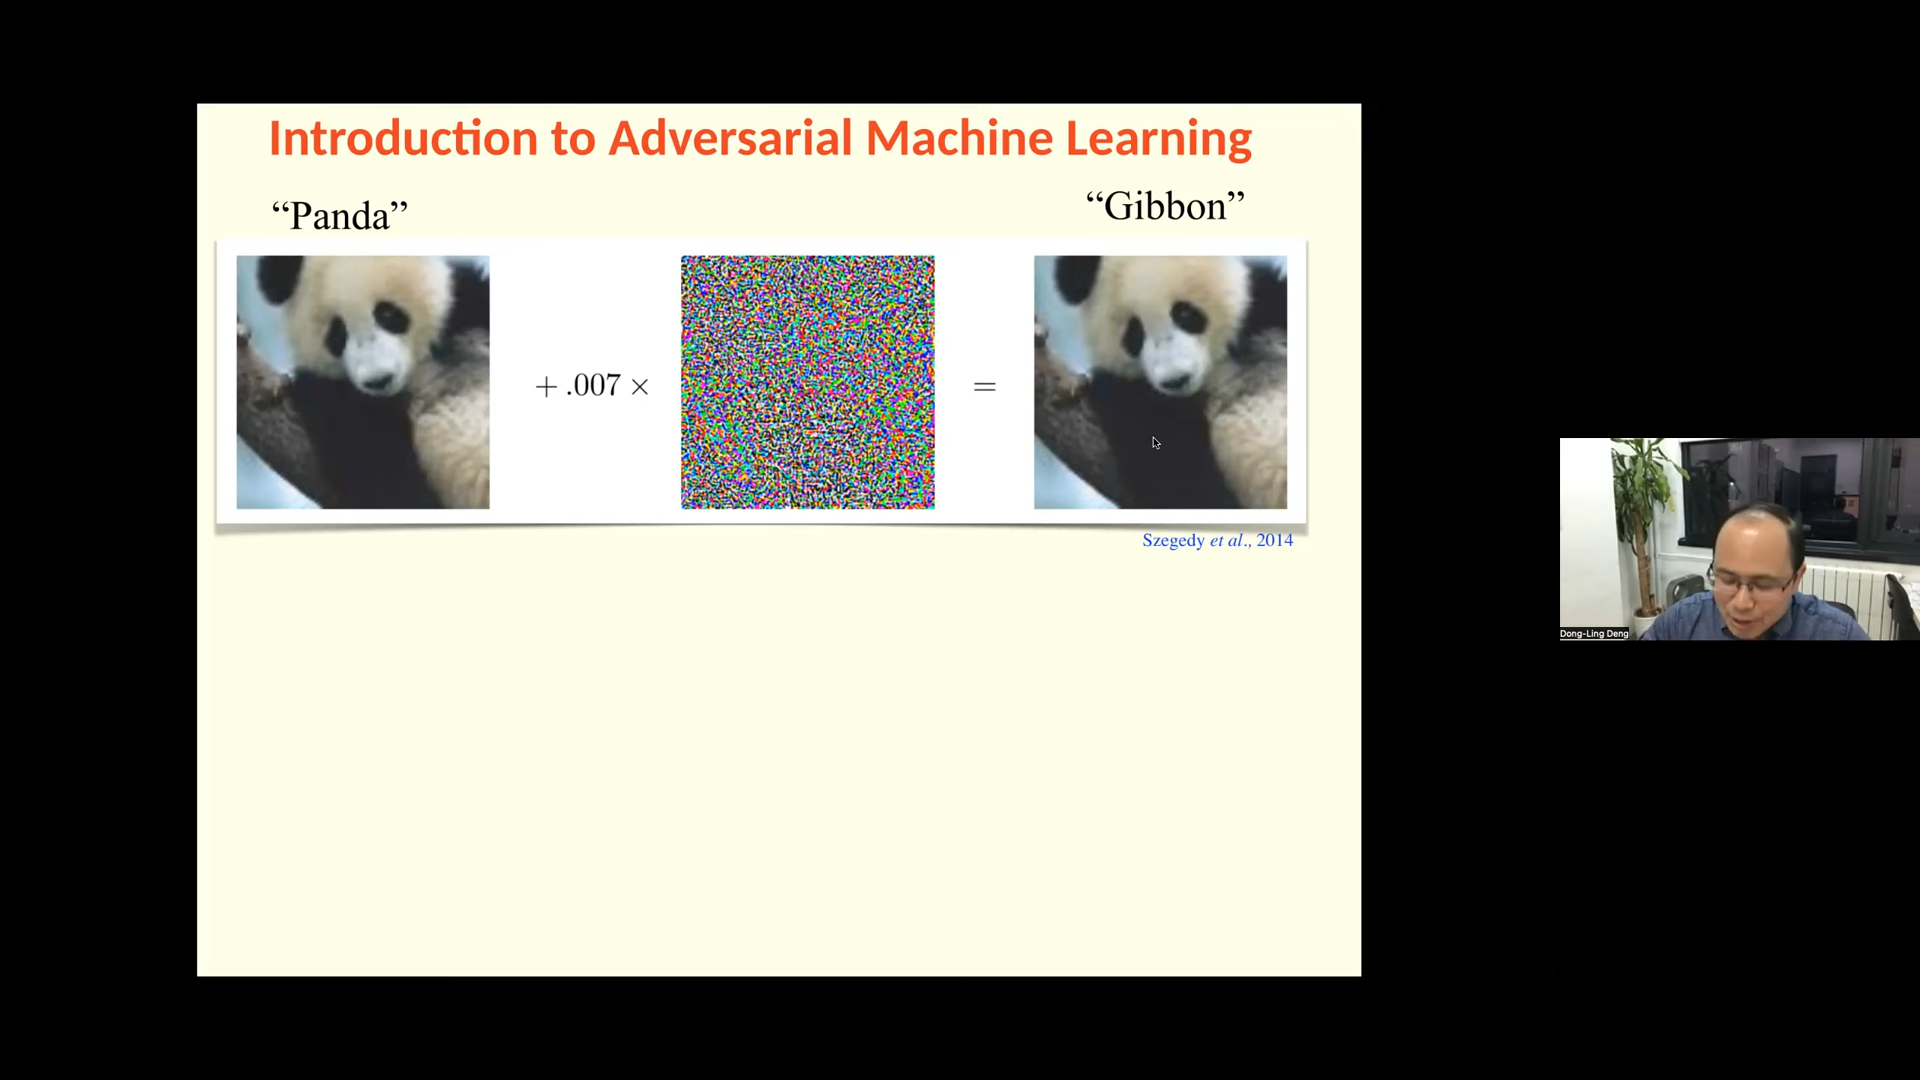 Introduction to Adversarial Machine Learning
“Panda”
“Gibbon”
+ .007 ×
=
Szegedy et al., 2014
Dong-Ling Deng